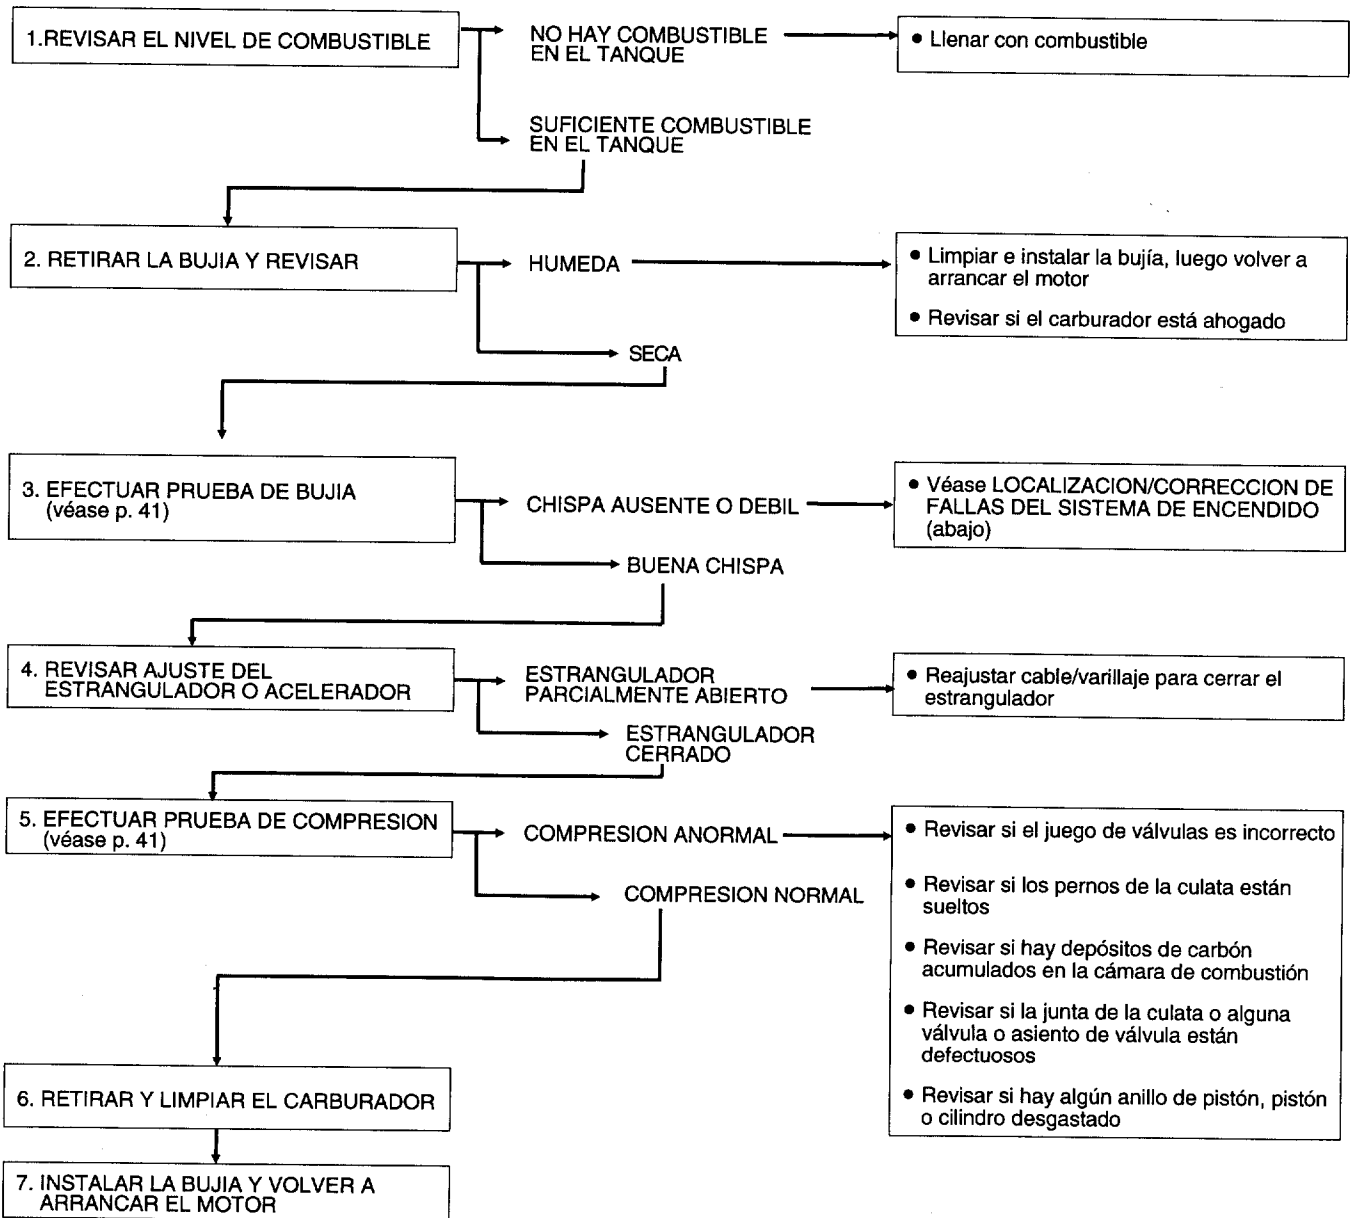 1.REVISAR EL NIVEL DE COMBUSTIBLE
NO HAY COMBUSTIBLE
EN EL TANQUE
• Llenar con combustible
SUFICIENTE COMBUSTIBLE
EN EL TANQUE
2. RETIRAR LA BUJIA Y REVISAR
HUMEDA
• Limpiar e instalar la bujía, luego volver a
arrancar el motor
• Revisar si el carburador está ahogado
SECA
3. EFECTUAR PRUEBA DE BUJIA
(véase p. 41)
CHISPA AUSENTE O DEBIL
• Véase LOCALIZACION/CORRECCION DE
FALLAS DEL SISTEMA DE ENCENDIDO
(abajo)
BUENA CHISPA
4. REVISAR AJUSTE DEL
ESTRANGULADOR O ACELERADOR
ESTRANGULADOR
PARCIALMENTE ABIERTO
• Reajustar cable/varillaje para cerrar el
estrangulador
ESTRANGULADOR
CERRADO
5. EFECTUAR PRUEBA DE COMPRESION
(véase p. 41)
COMPRESION ANORMAL
• Revisar si el juego de válvulas es incorrecto
• Revisar si los pernos de la culata están
sueltos
• Revisar si hay depósitos de carbón
acumulados en la cámara de combustión
• Revisar si la junta de la culata o alguna
válvula o asiento de válvula están
defectuosos
• Revisar si hay algún anillo de pistón, pistón
o cilindro desgastado
COMPRESION NORMAL
6. RETIRAR Y LIMPIAR EL CARBURADOR
7. INSTALAR LA BUJIA Y VOLVER A
ARRANCAR EL MOTOR